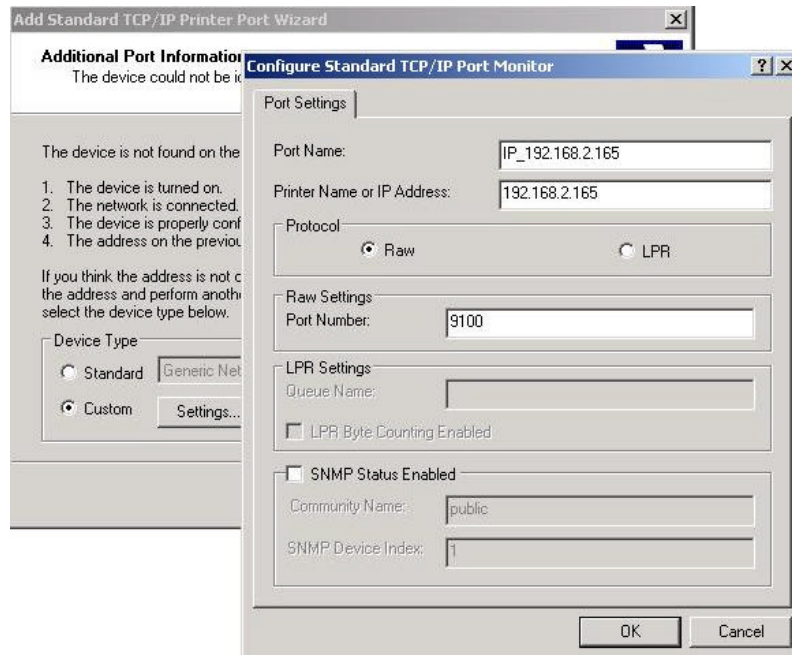 Add Standard TCP/IP Printer Port Wizard
Additional Port Information
The device could not be
The device is not found on the
1. The device is turned on.
2. The network is connected.
3. The device is properly
4. The address on the
If you think the address is not
the address and perform
select the device type below.
Device Type
Standard
Generic
Custom
Settings...
Configure Standard TCP/IP Port Monitor
Port Settings
Port Name:
IP_192.168.2.165
Printer Name or IP Address:
192.168.2.165
Protocol
Raw
LPR
Raw Settings
Port Number:
9100
LPR Settings
Queue Name:
LPR Byte Counting Enabled
SNMP Status Enabled
Community Name:
public
SNMP Device Index:
1
OK
Cancel